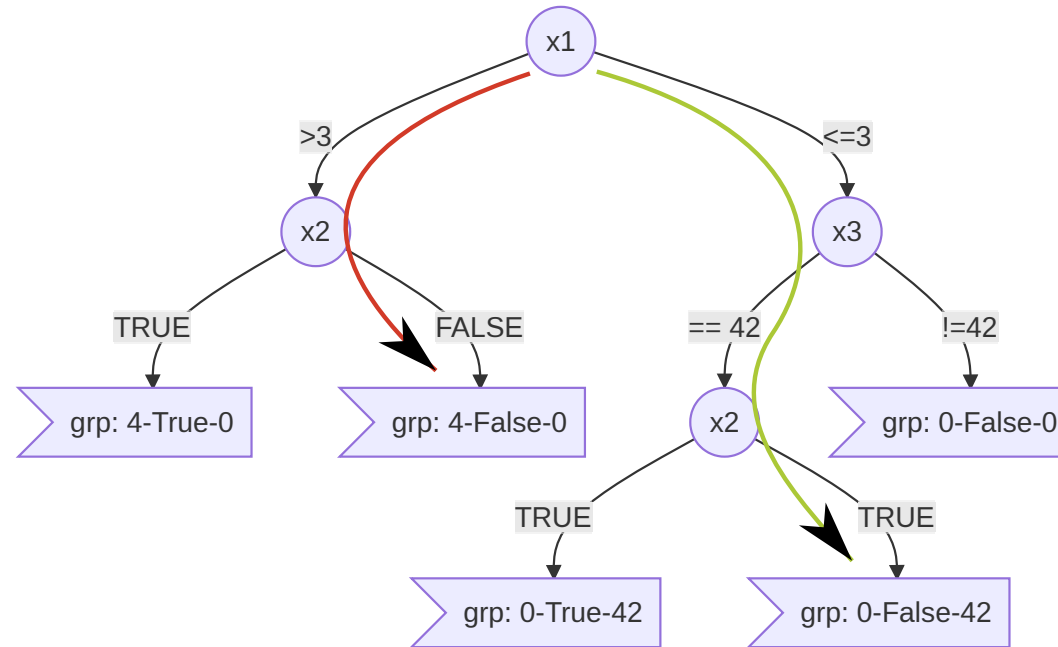 x1
>3
<=3
x2
x3
TRUE
FALSE
== 42
!=42
grp: 4-True-0
grp: 4-False-0
x2
grp: 0-False-0
TRUE
TRUE
grp: 0-True-42
grp: 0-False-42